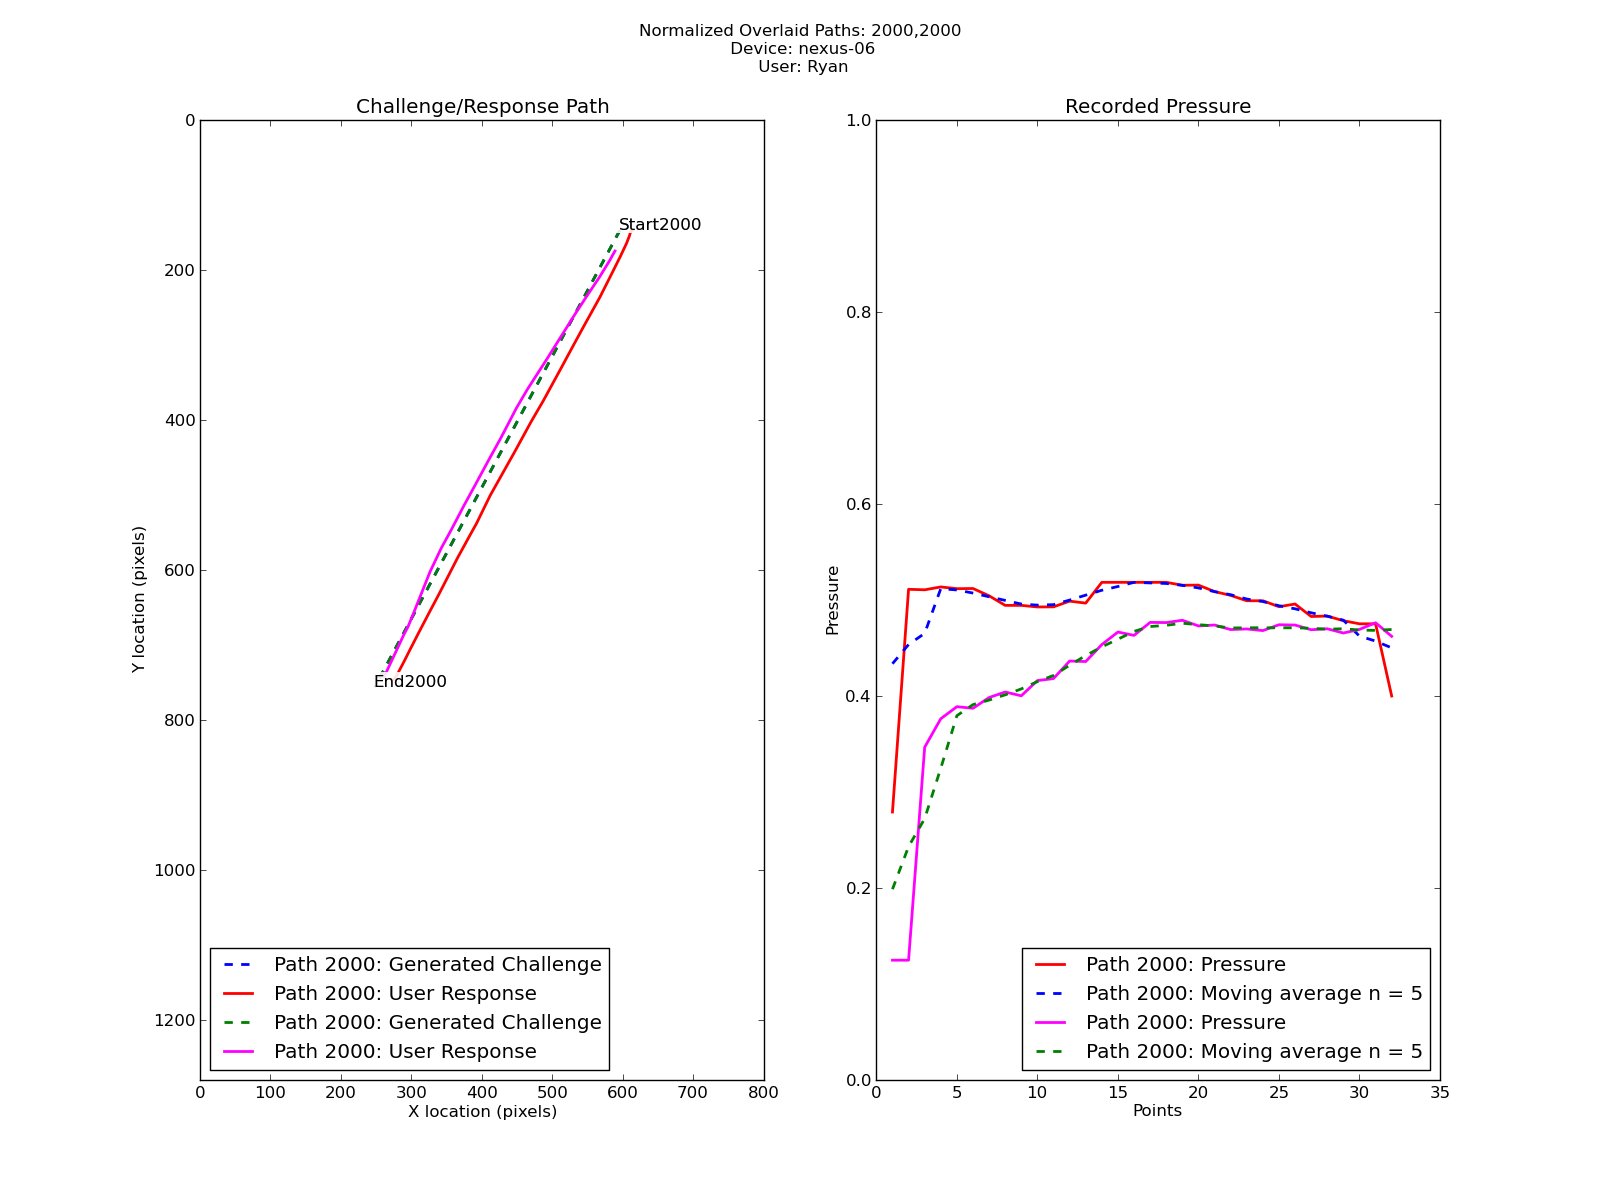 Normalized Overlaid Paths: 2000,2000
Device: nexus-06
User: Ryan
Challenge/Response Path
0
200
400
600
800
1000
1200
Y location (pixels)
Start2000
End2000
Path 2000: Generated Challenge
Path 2000: User Response
Path 2000: Generated Challenge
Path 2000: User Response
0 100 200 300 400 500 600 700 800
X location (pixels)
Recorded Pressure
1.0
0.8
0.6
0.4
0.2
0.0
Pressure
Path 2000: Pressure
Path 2000: Moving average n = 5
Path 2000: Pressure
Path 2000: Moving average n = 5
0 5 10 15 20 25 30 35
Points